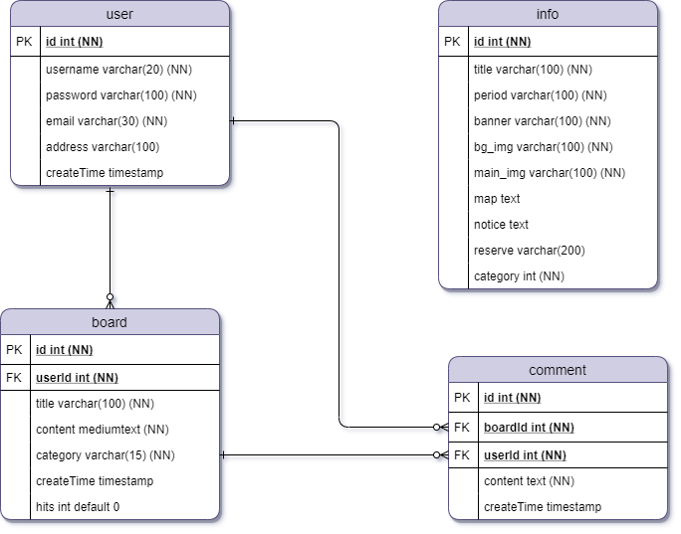 user
PK id int (NN)
username varchar(20) (NN)
password varchar(100) (NN)
email varchar(30) (NN)
address varchar(100)
createTime timestamp
info
PK id int (NN)
title varchar(100) (NN)
period varchar(100) (NN)
banner varchar(100) (NN)
bg_img varchar(100) (NN)
main_img varchar(100) (NN)
map text
notice text
reserve varchar(200)
category int (NN)
board
PK id int (NN)
FK userId int (NN)
title varchar(100) (NN)
content mediumtext (NN)
category varchar(15) (NN)
createTime timestamp
hits int default 0
comment
PK id int (NN)
FK boardId int (NN)
FK userId int (NN)
content text (NN)
createTime timestamp